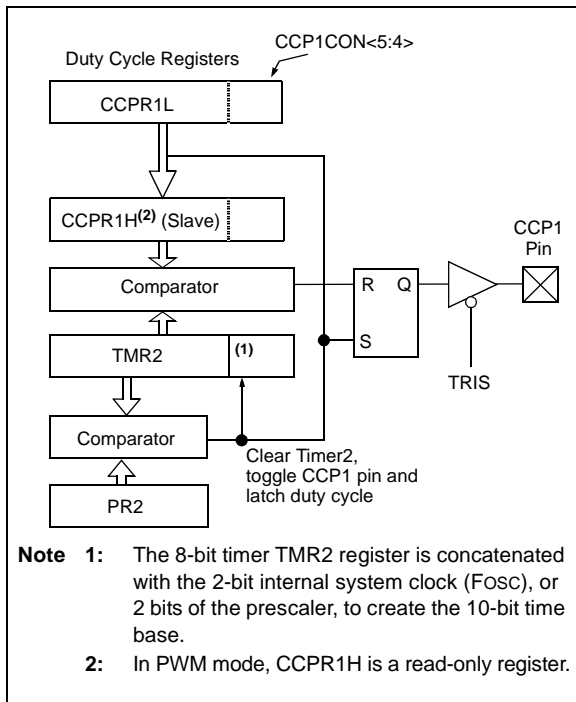 CCP1CON<5:4>
Duty Cycle Registers
CCPR1L
CCPR1H(2) (Slave)
CCP1
Pin
Comparator
R Q
TMR2
(1)
S
TRIS
Comparator
Clear Timer2,
toggle CCP1 pin and
latch duty cycle
PR2
Note 1: The 8-bit timer TMR2 register is concatenated
with the 2-bit internal system clock (FOSC), or
2 bits of the prescaler, to create the 10-bit time
base.
2: In PWM mode, CCPR1H is a read-only register.